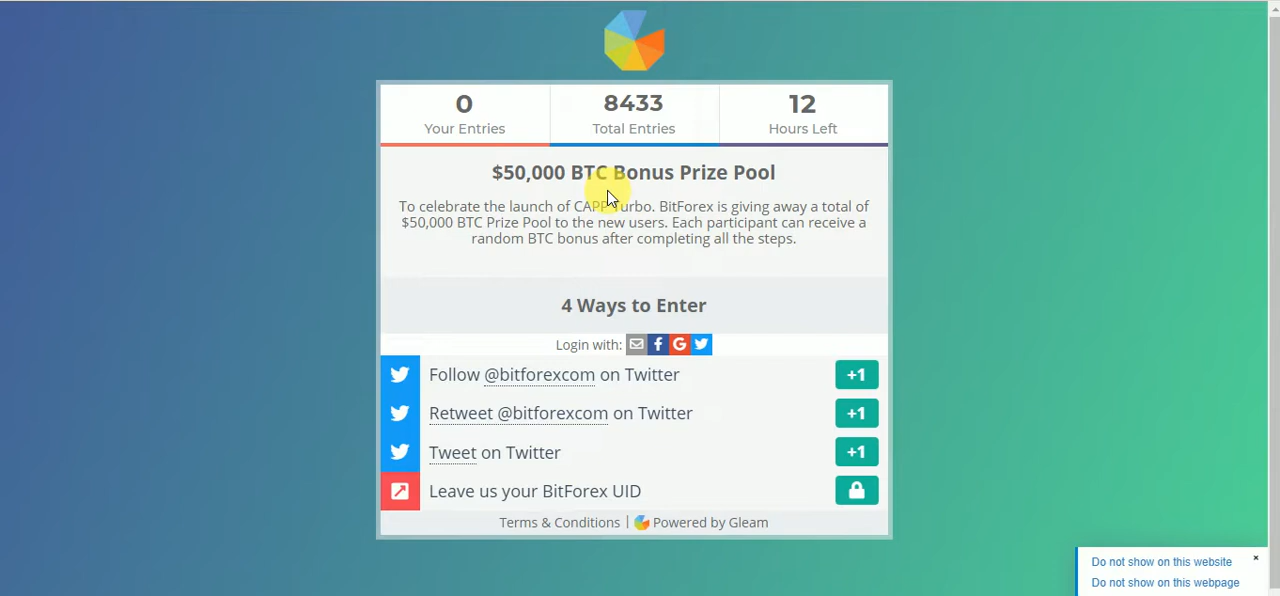 0
Your Entries
8433
Total Entries
12
Hours Left
$50,000 BTC Bonus Prize Pool
To celebrate the launch of CAPP Turbo. BitForex is giving away a total of
$50,000 BTC Prize Pool to the new users. Each participant can receive a
random BTC bonus after completing all the steps.
4 Ways to Enter
Login with:
Follow @bitforexcom on Twitter +1
Retweet @bitforexcom on Twitter +1
Tweet on Twitter +1
Leave us your BitForex UID
Terms & Conditions | Powered by Gleam
Do not show on this website
Do not show on this webpage